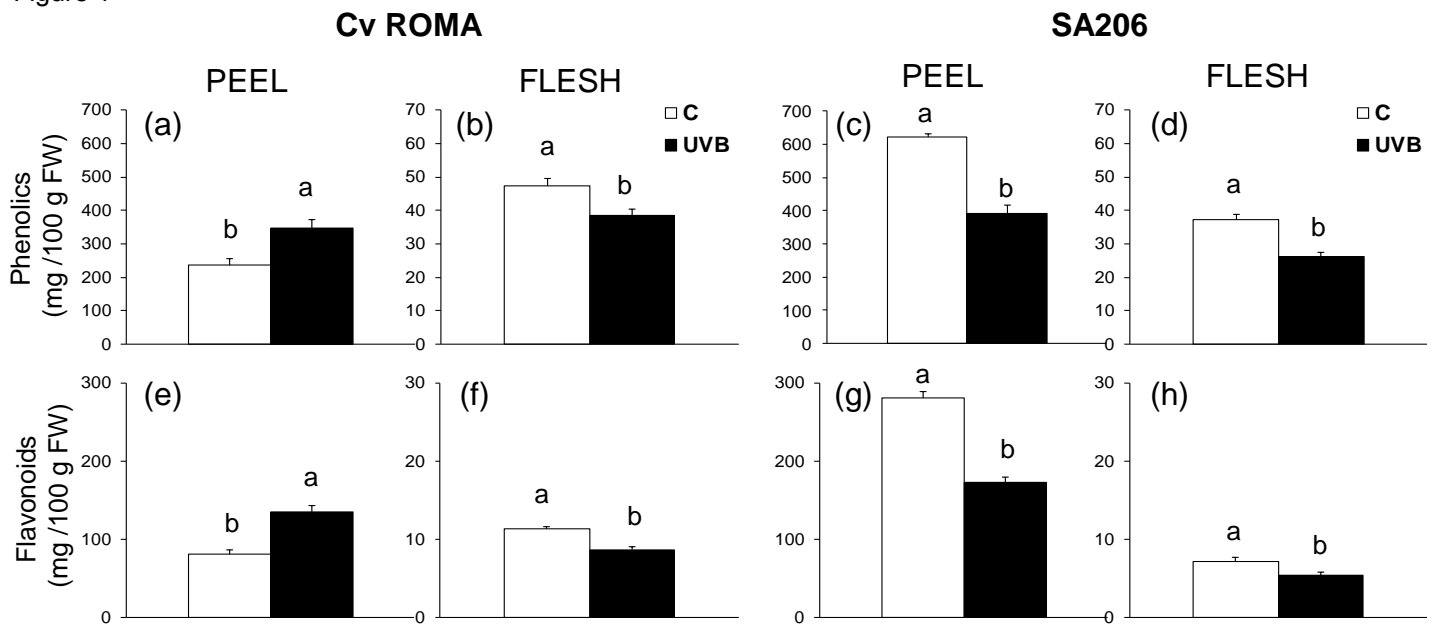 Figure
Cv ROMA
SA206
PEEL
FLESH
PEEL
FLESH
Phenolics
(mg /100 g FW)
700
600
500
400
300
200
100
0
(a)
b
a
70
60
50
40
30
20
10
0
(b)
a
b
C
UVB
700
600
500
400
300
200
100
0
(c)
a
b
70
60
50
40
30
20
10
0
(d)
a
b
C
UVB
Flavonoids
(mg /100 g FW)
300
200
100
0
(e)
b
a
30
20
10
0
(f)
a
b
300
200
100
0
(g)
a
b
30
20
10
0
(h)
a
b